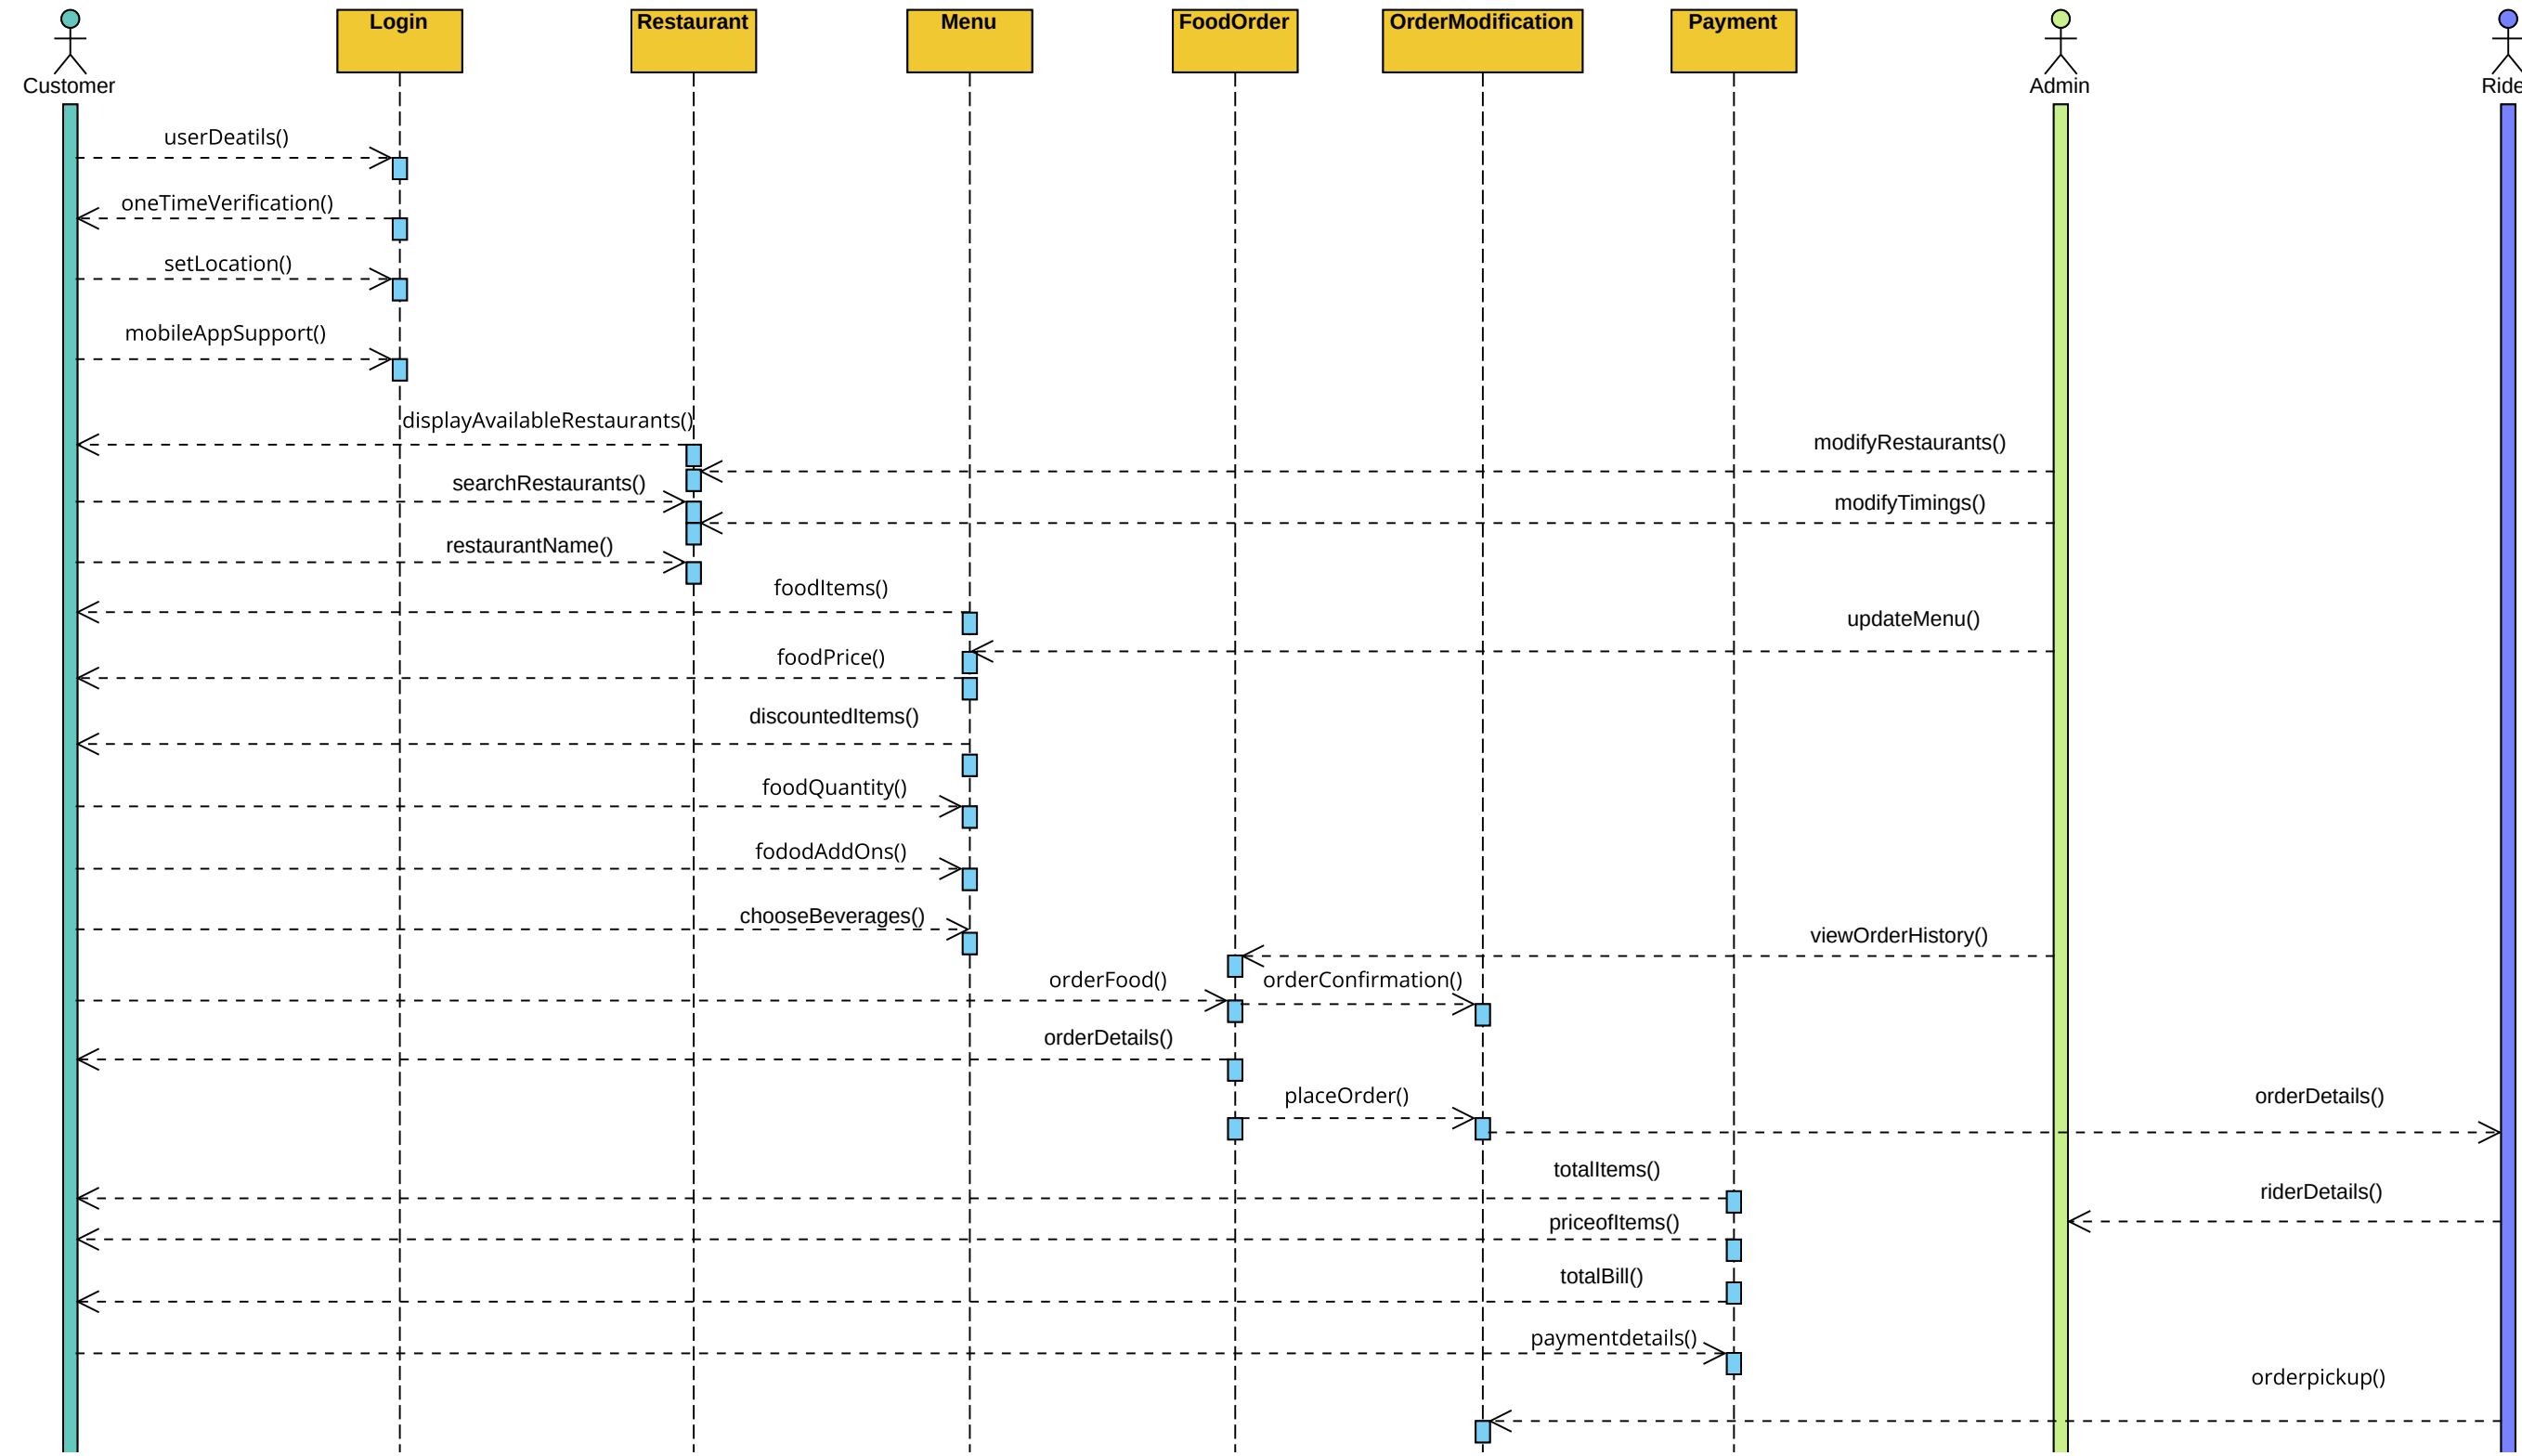 Login
Restaurant
Menu
FoodOrder
OrderModification
Payment
Customer
Admin
Ride
userDeatils()
oneTimeVerification()
setLocation()
mobileAppSupport()
displayAvailableRestaurants()
modifyRestaurants()
searchRestaurants()
modifyTimings()
restaurantName()
foodItems()
updateMenu()
foodPrice()
discountedItems()
foodQuantity()
fododAddOns()
chooseBeverages()
viewOrderHistory()
orderFood()
orderConfirmation()
orderDetails()
placeOrder()
orderDetails()
totalItems()
riderDetails()
priceofItems()
totalBill()
paymentdetails()
orderpickup()